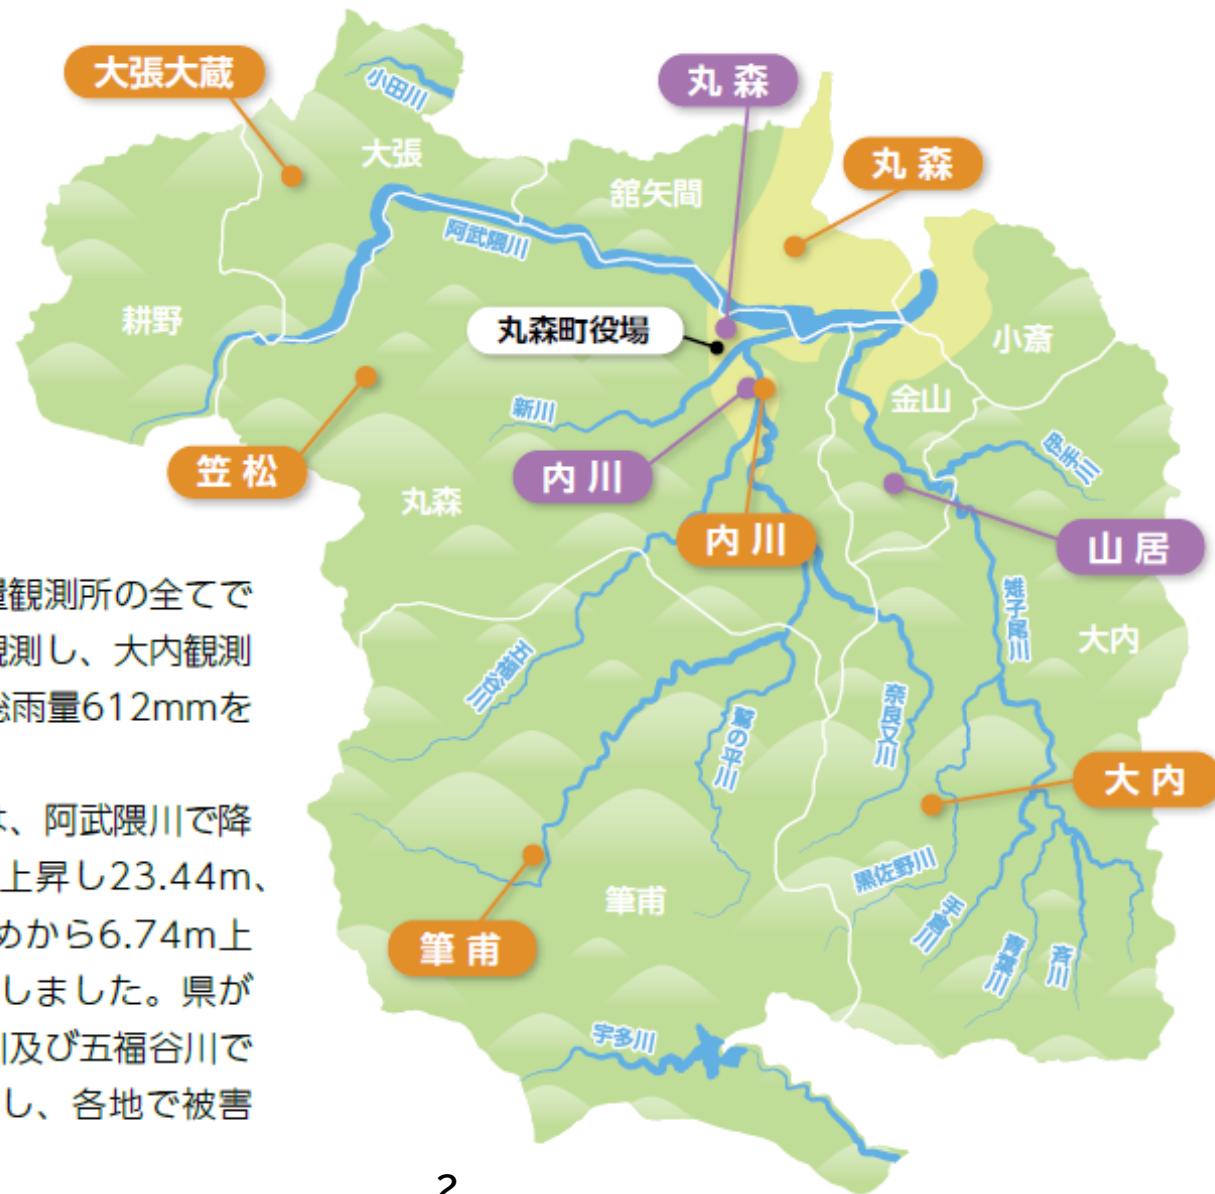 大張大蔵
丸森
小田川
大張
丸森
舘矢間
阿武隈川
耕野
丸森町役場
小斎
金山
新川
内川
笠松
丸森
雉子尾川
内川
山居
大内
量観測所の全てで
観測し、大内観測
総雨量612mmを
五福谷川
鷲の平川
奈良又川
大内
は、阿武隈川で降
上昇し23.44m、
めから6.74m上
しました。県が
川及び五福谷川で
し、各地で被害
筆甫
筆甫
黒佐野川
手倉川
青葉川
斉川
宇多川
2